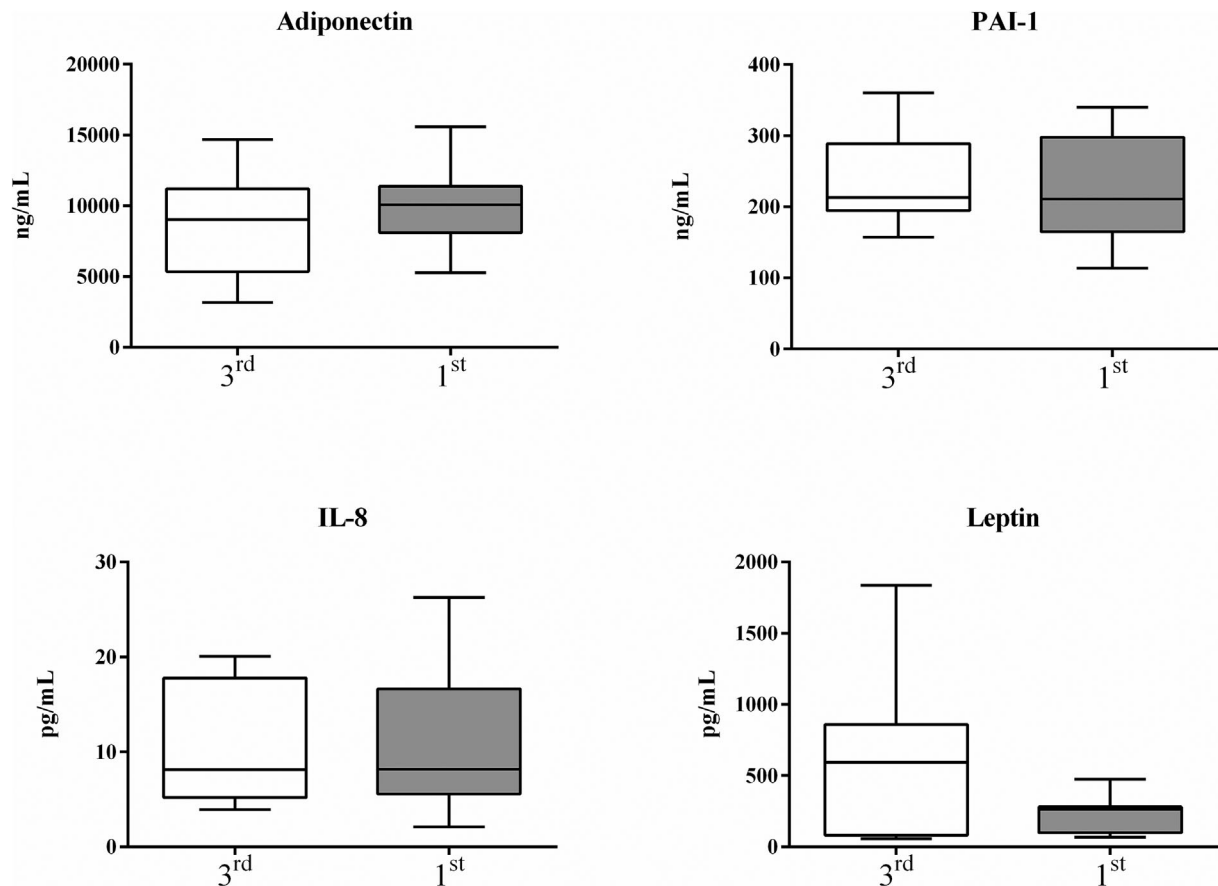 Adiponectin
20000
15000
10000
5000
0
ng/mL
3rd
1st
PAI-1
400
300
200
100
0
ng/mL
3rd
1st
IL-8
30
20
10
0
pg/mL
3rd
1st
Leptin
2000
1500
1000
500
0
pg/mL
3rd
1st